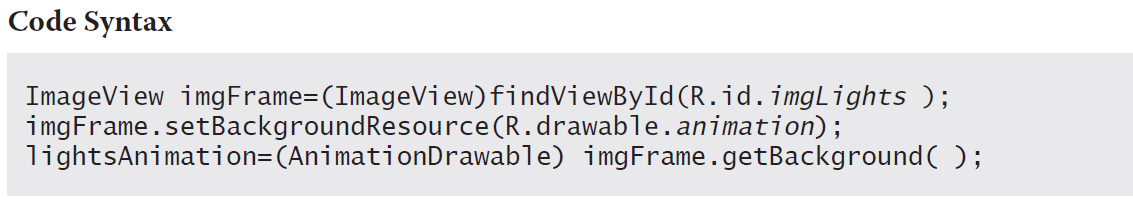 Code Syntax
ImageView imgFrame=(ImageView)findViewById(R.id.imgLights );
imgFrame.setBackgroundResource(R.drawable.animation);
lightsAnimation=(AnimationDrawable) imgFrame.getBackground( );